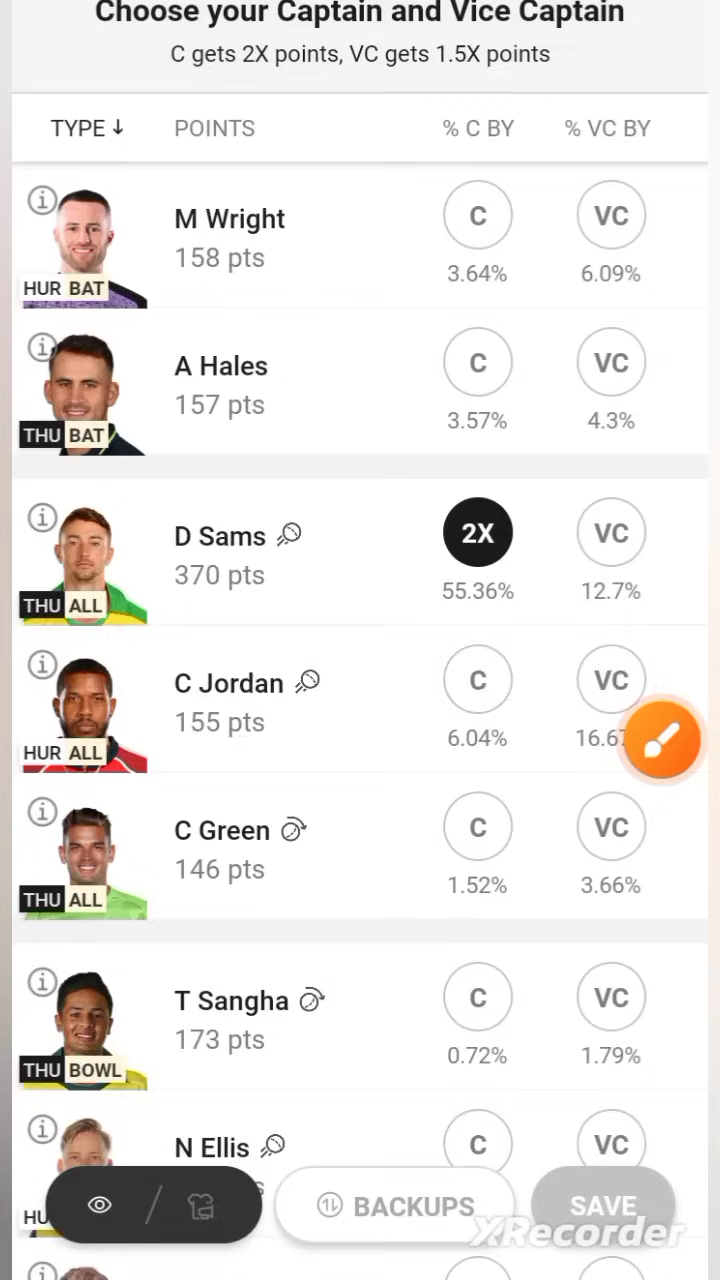 Choose your Captain and Vice Captain
C gets 2X points, VC gets 1.5X points
TYPE ↓ POINTS % C BY % VC BY
M Wright C VC
158 pts 3.64% 6.09%
HUR BAT
A Hales C VC
157 pts 3.57% 4.3%
THU BAT
D Sams 2X VC
370 pts 55.36% 12.7%
THU ALL
C Jordan C VC
155 pts 6.04%
HUR ALL
C Green C VC
146 pts 1.52% 3.66%
THU ALL
T Sangha C VC
173 pts 0.72% 1.79%
THU BOWL
N Ellis C VC
BACKUPS SAVE
XRecorder